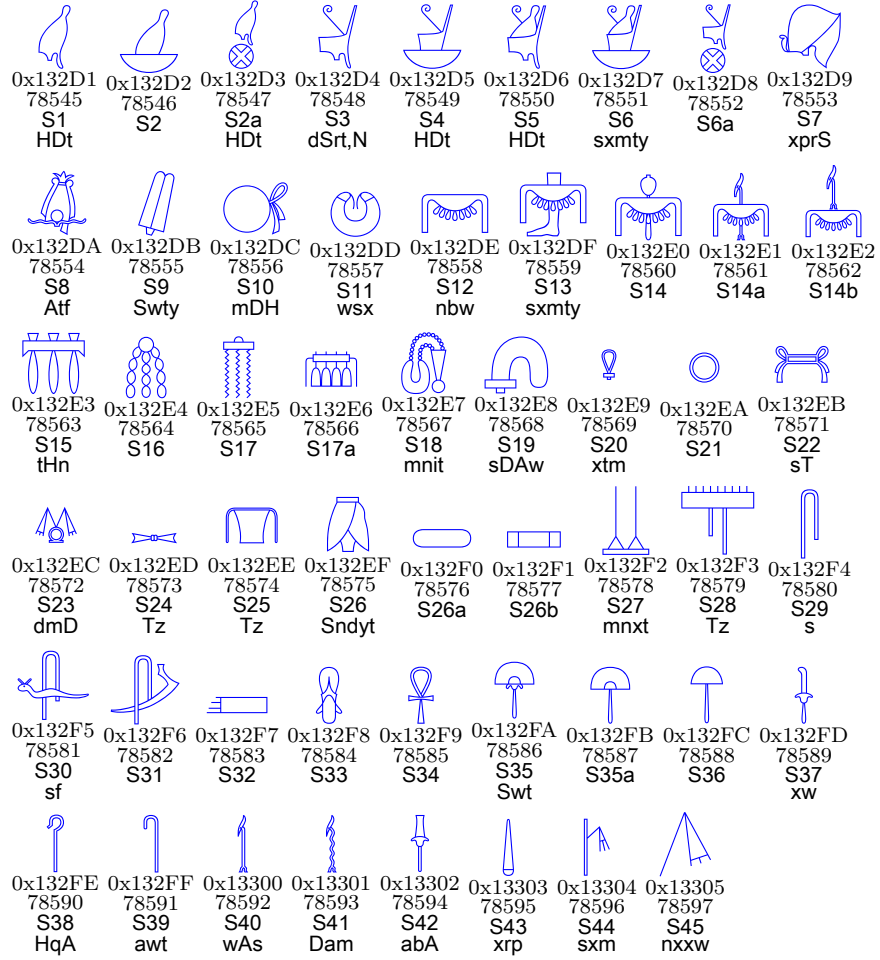 0x132D1 0x132D2 0x132D3 0x132D4 0x132D5 0x132D6 0x132D7 0x132D8 0x132D9
78545 78546 78547 78548 78549 78550 78551 78552 78553
S1 S2 S2a S3 S4 S5 S6 S6a S7
HDt HDt dSrt,N HDt HDt sxmty xprS
0x132DA 0x132DB 0x132DC 0x132DD 0x132DE 0x132DF 0x132E0 0x132E1 0x132E2
78554 78555 78556 78557 78558 78559 78560 78561 78562
S8 S9 S10 S11 S12 S13 S14 S14a S14b
Atf Swty mDH wsx nbw sxmty
0x132E3 0x132E4 0x132E5 0x132E6 0x132E7 0x132E8 0x132E9 0x132EA 0x132EB
78563 78564 78565 78566 78567 78568 78569 78570 78571
S15 S16 S17 S17a S18 S19 S20 S21 S22
tHn mnit sDAw xtm sT
0x132EC 0x132ED 0x132EE 0x132EF 0x132F0 0x132F1 0x132F2 0x132F3 0x132F4
78572 78573 78574 78575 78576 78577 78578 78579 78580
S23 S24 S25 S26 S26a S26b S27 S28 S29
dmD Tz Tz Sndyt mnxt Tz s
0x132F5 0x132F6 0x132F7 0x132F8 0x132F9 0x132FA 0x132FB 0x132FC 0x132FD
78581 78582 78583 78584 78585 78586 78587 78588 78589
S30 S31 S32 S33 S34 S35 S35a S36 S37
sf Swt xw
0x132FE 0x132FF 0x13300 0x13301 0x13302 0x13303 0x13304 0x13305
78590 78591 78592 78593 78594 78595 78596 78597
S38 S39 S40 S41 S42 S43 S44 S45
HqA awt wAs Dam abA xrp sxm nxxw